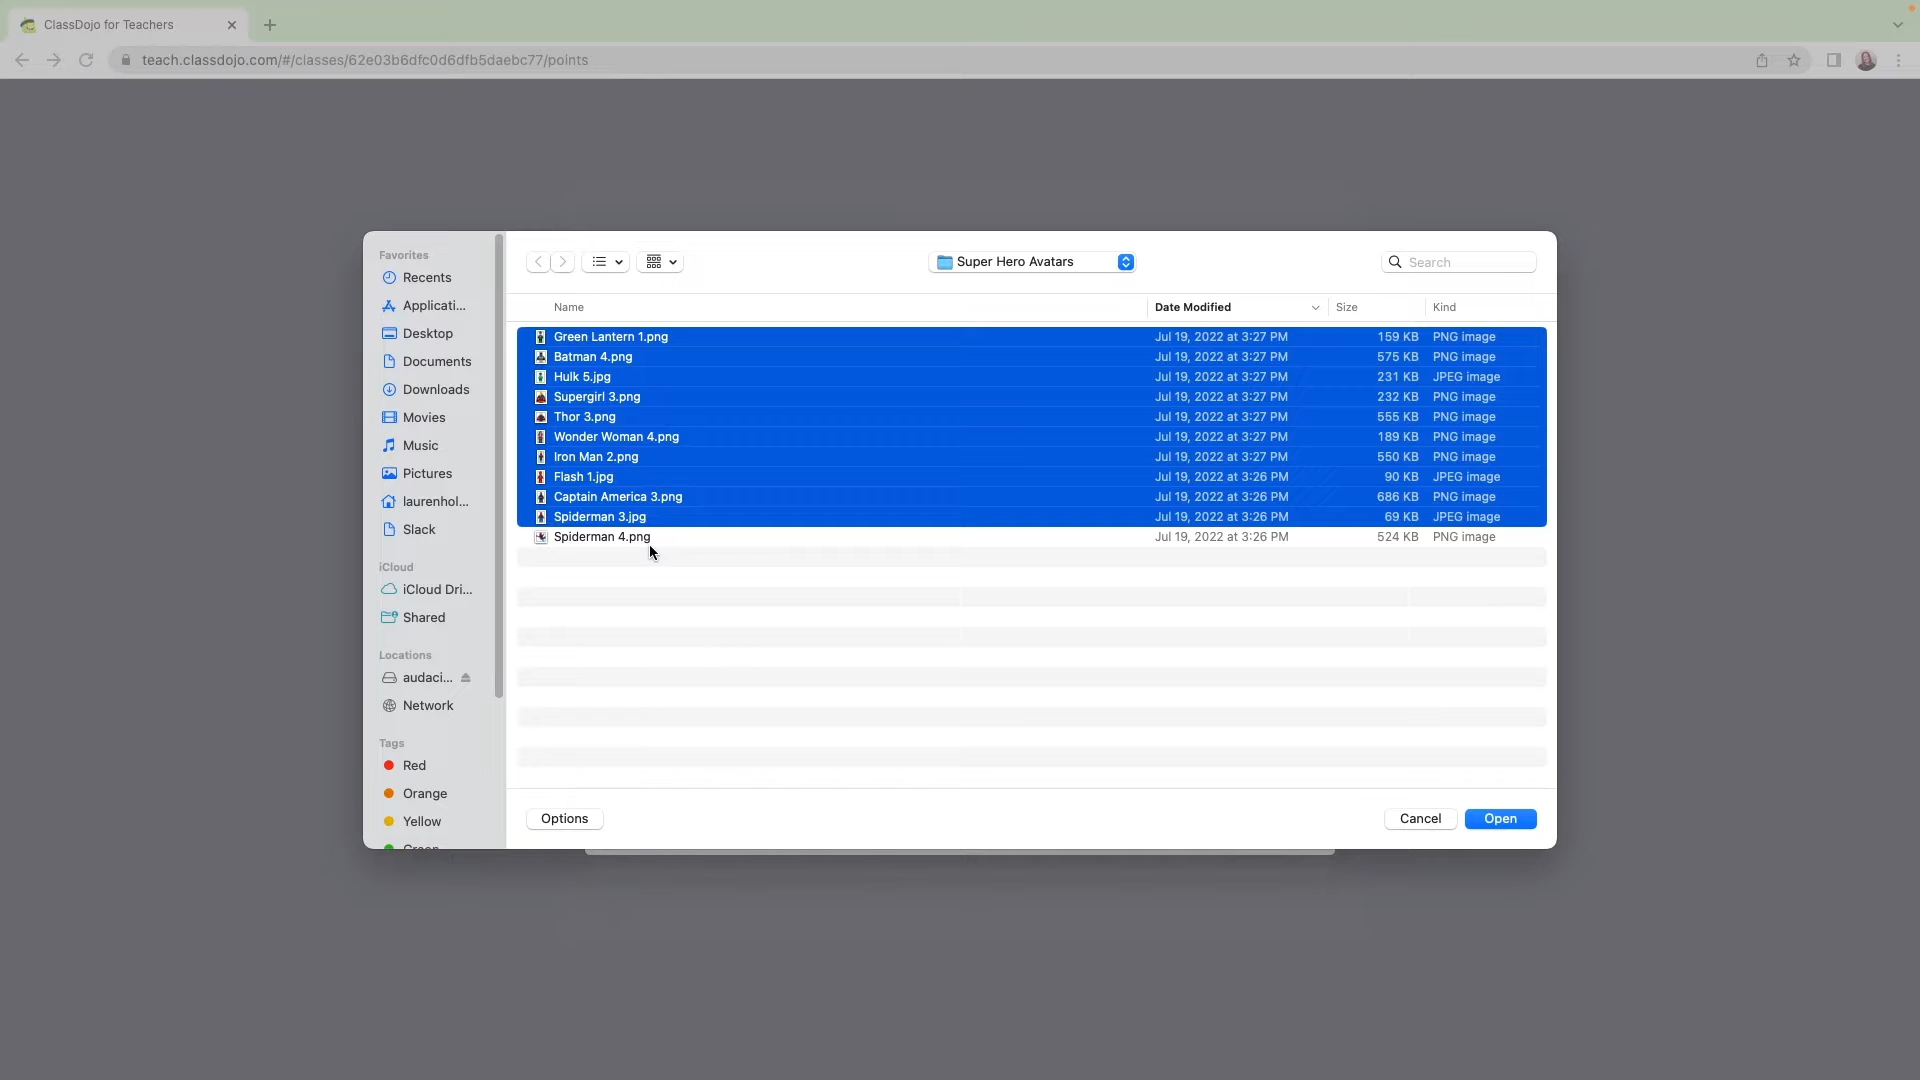 ClassDojo for Teachers
teach.classdojo.com/#/classes/62e03b6dfc0d6dfb5daebc77/points
Favorites
Recents
Applicati...
Desktop
Documents
Downloads
Movies
Music
Pictures
laurenhol...
Slack
iCloud
iCloud Dri...
Shared
Locations
audaci...
Network
Tags
Red
Orange
Yellow
Green
Super Hero Avatars
Search
Name Date Modified Size Kind
Green Lantern 1.png Jul 19, 2022 at 3:27 PM 159 KB PNG image
Batman 4.png Jul 19, 2022 at 3:27 PM 575 KB PNG image
Hulk 5.jpg Jul 19, 2022 at 3:27 PM 231 KB JPEG image
Supergirl 3.png Jul 19, 2022 at 3:27 PM 232 KB PNG image
Thor 3.png Jul 19, 2022 at 3:27 PM 555 KB PNG image
Wonder Woman 4.png Jul 19, 2022 at 3:27 PM 189 KB PNG image
Iron Man 2.png Jul 19, 2022 at 3:27 PM 550 KB PNG image
Flash 1.jpg Jul 19, 2022 at 3:26 PM 90 KB JPEG image
Captain America 3.png Jul 19, 2022 at 3:26 PM 686 KB PNG image
Spiderman 3.jpg Jul 19, 2022 at 3:26 PM 69 KB JPEG image
Spiderman 4.png Jul 19, 2022 at 3:26 PM 524 KB PNG image
Options Cancel Open